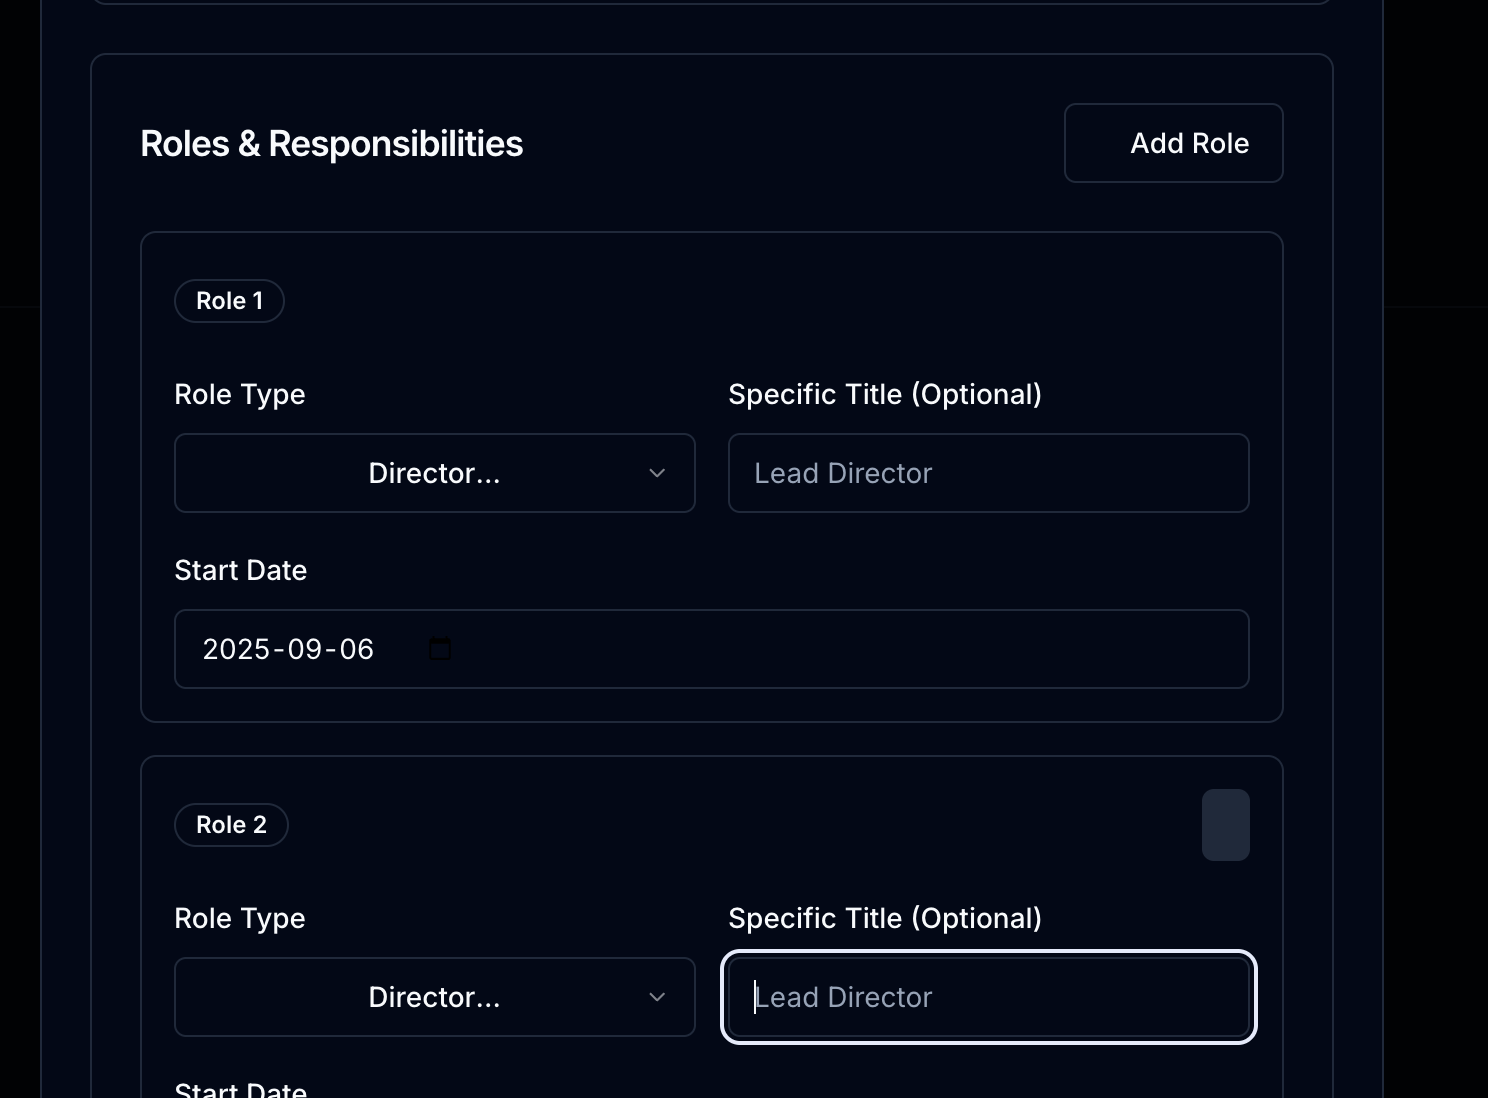 Roles & Responsibilities
Add Role
Role 1
Role Type
Specific Title (Optional)
Director...
Lead Director
Start Date
2025-09-06
Role 2
Role Type
Specific Title (Optional)
Director...
Lead Director
Start Date